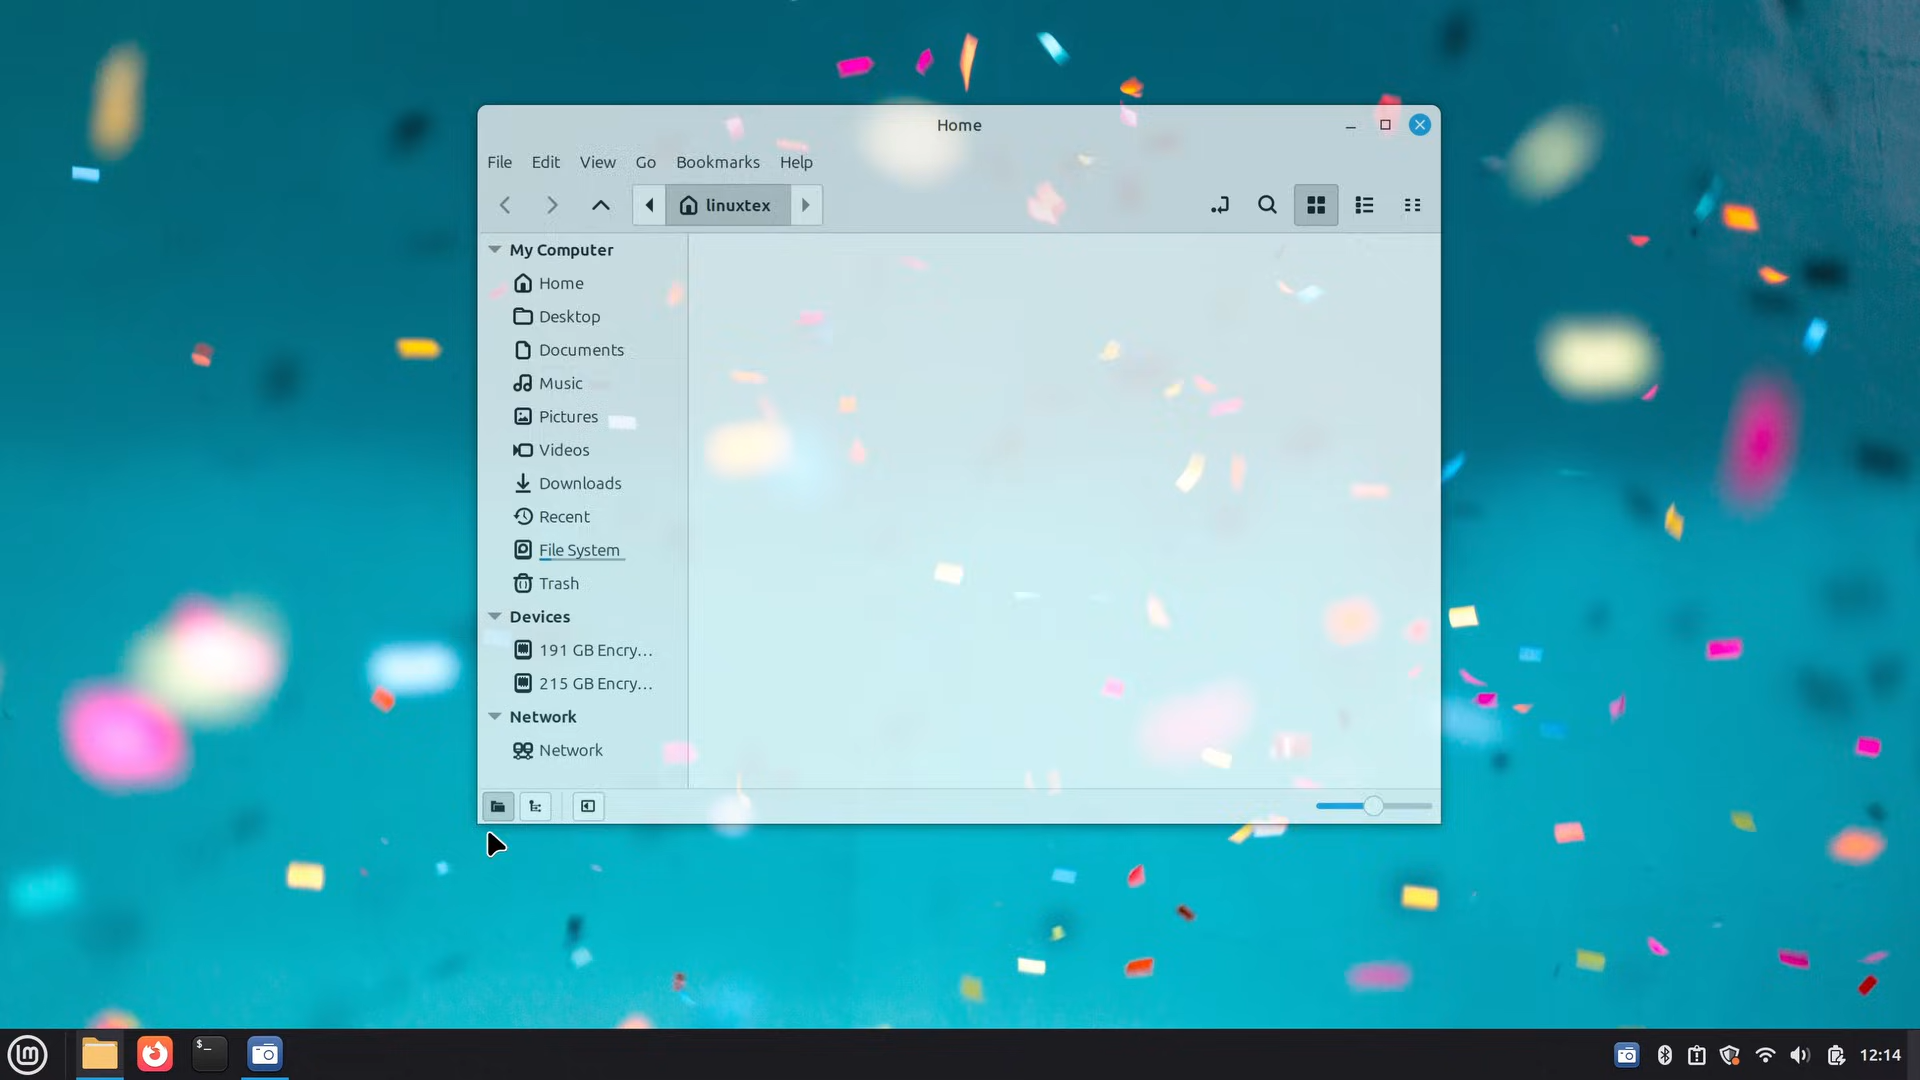 Home
File Edit View Go Bookmarks Help
linuxtex
My Computer
Home
Desktop
Documents
Music
Pictures
Videos
Downloads
Recent
File System
Trash
Devices
191 GB Encry...
215 GB Encry...
Network
Network
$_
12:14